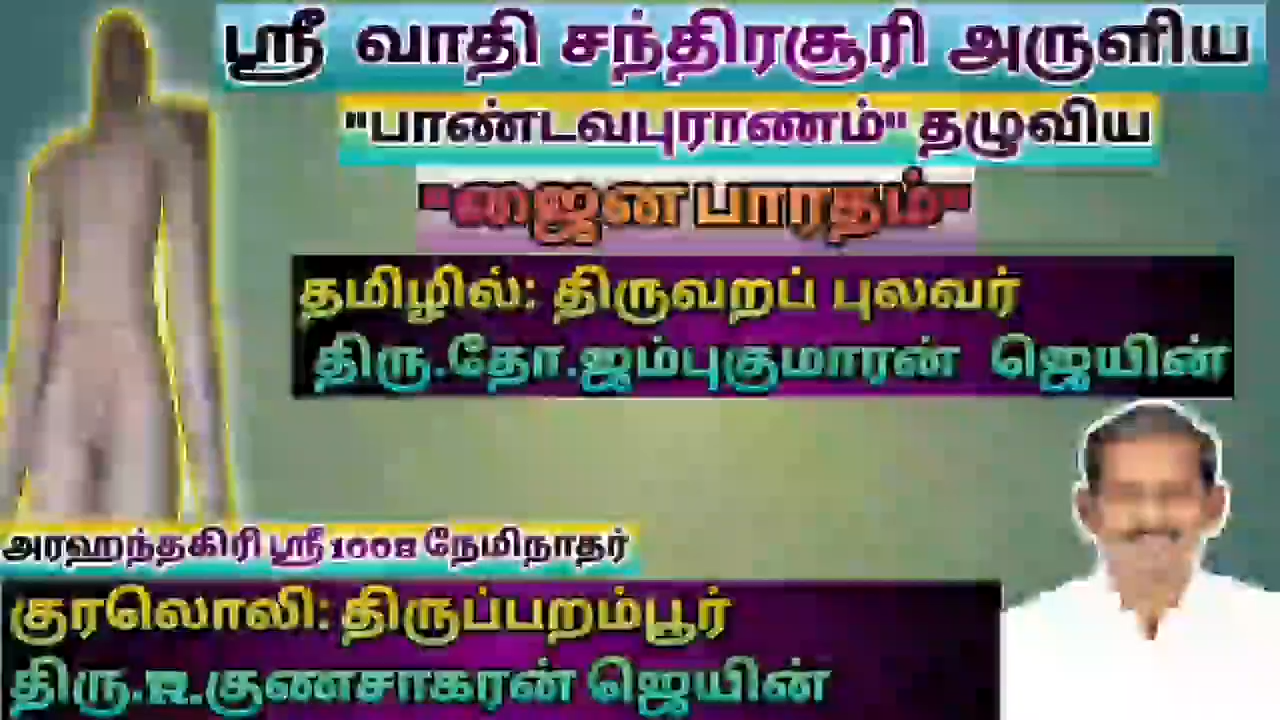 ஸ்ரீ வாதி சந்திரசூரி அருளிய
"பாண்டவபுராணம்" தழுவிய
"ஜைன பாரதம்"
தமிழில்: திருவறப் புலவர்
திரு.தோ.ஜம்புகுமாரன் ஜெயின்
அரஹந்தகிரி ஸ்ரீ 1008 நேமிநாதர்
குரலொலி: திருப்பறம்பூர்
திரு.R.குணசாகரன் ஜெயின்